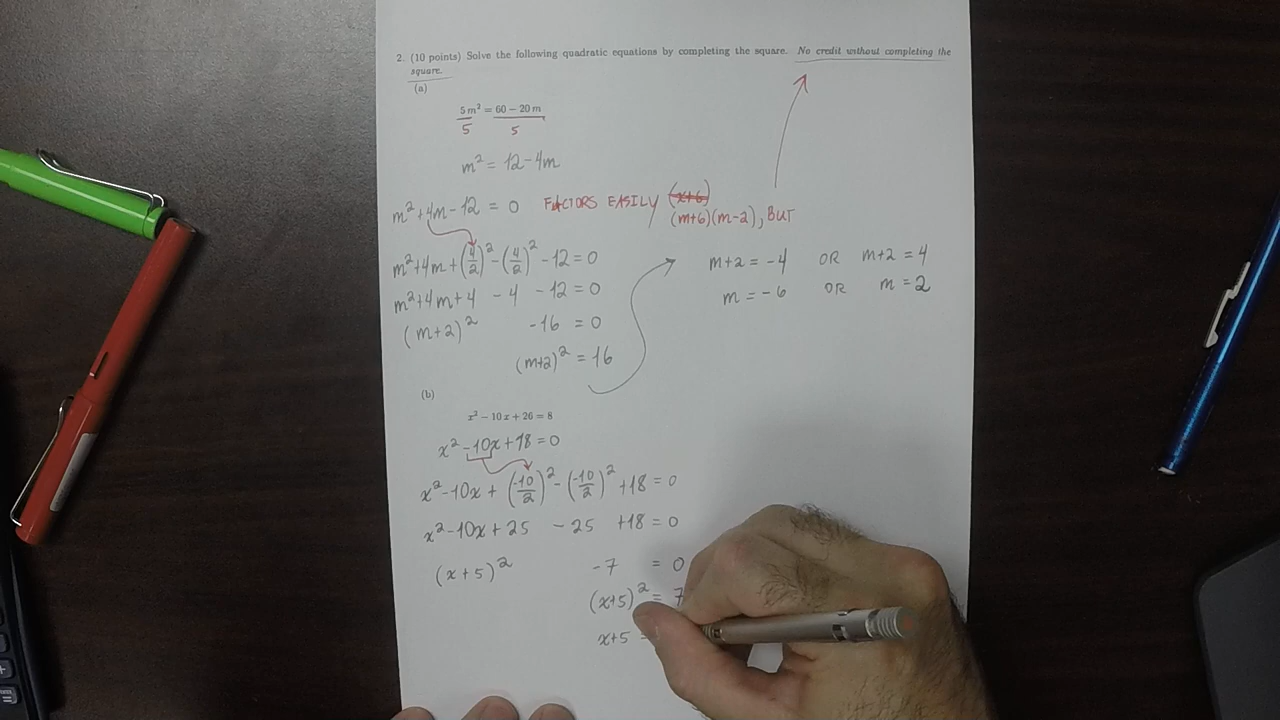 2. (10 points) Solve the following quadratic equations by completing the square. No credit without completing the
square.
(a)
5m² = 60 − 20m
5 5
m² = 12-4m
m²+4m-12 = 0 FACTORS EASILY (x+6)
(m+6)(m-2), BUT
m²+4m+(4/2)²-(4/2)²-12=0
m²+4m+4 -4 -12=0
(m+2)² -16 = 0
(m+2)² = 16
m+2 = -4 OR m+2 = 4
m = -6 OR m = 2
(b)
x² − 10x + 26 = 8
x²-10x+18=0
x²-10x+(-10/2)²-(-10/2)²+18=0
x²-10x+25 -25 +18=0
(x+5)² -7 = 0
(x+5)² = 7
x+5 =